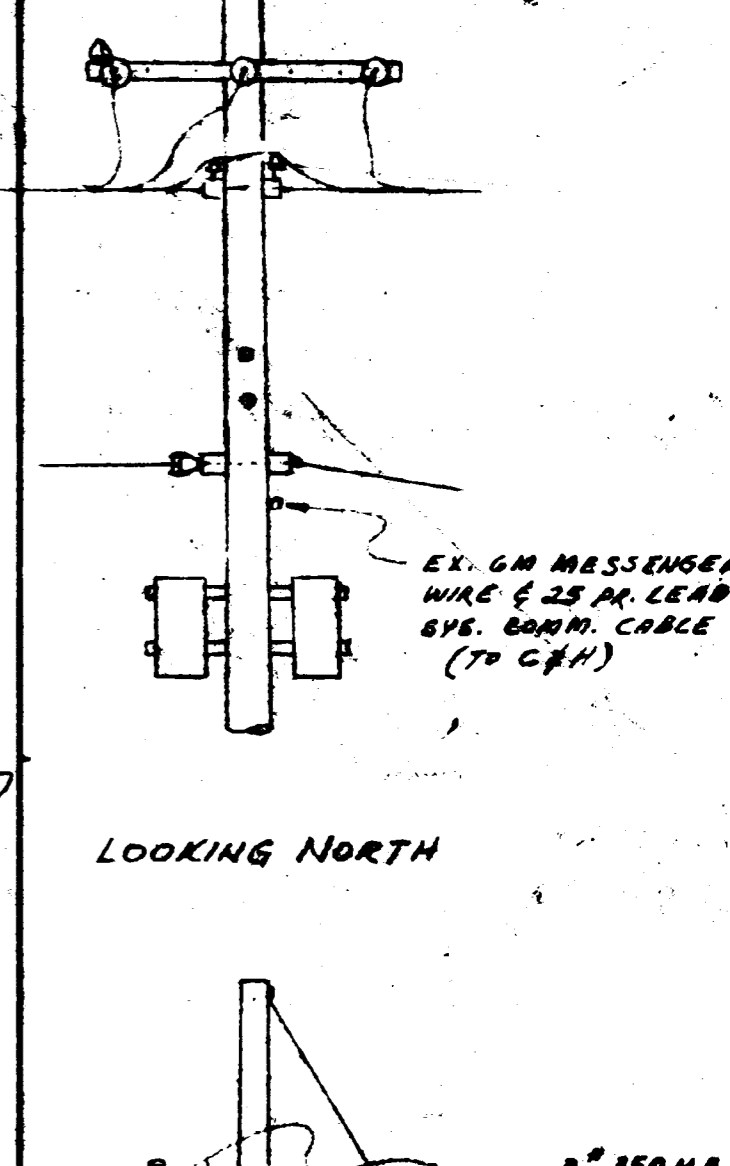 EX. 6M MESSENGER
WIRE & 25 PR. LEAD
SYS. COMM. CABLE
(TO C&H)
LOOKING NORTH